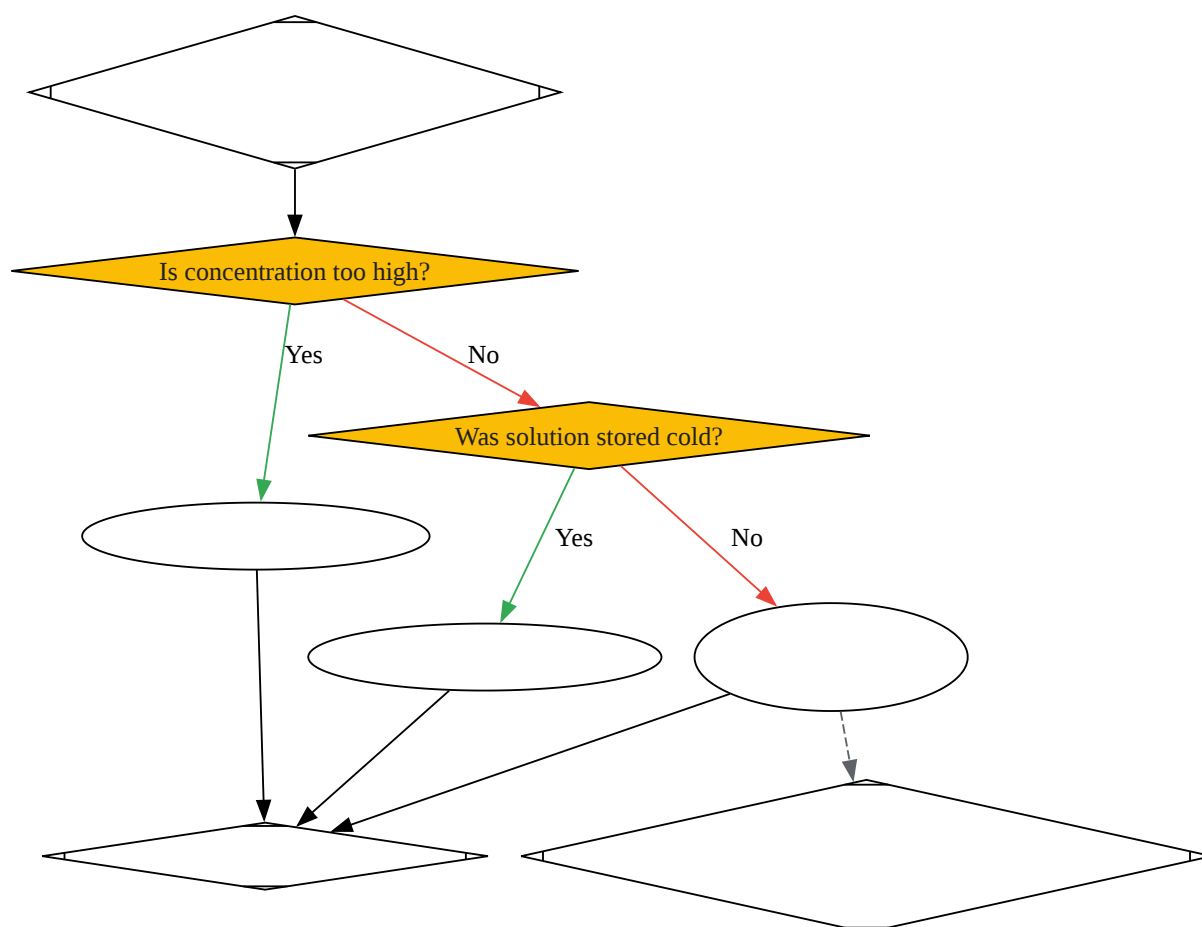 Is concentration too high?
Yes
No
Was solution stored cold?
Yes
No